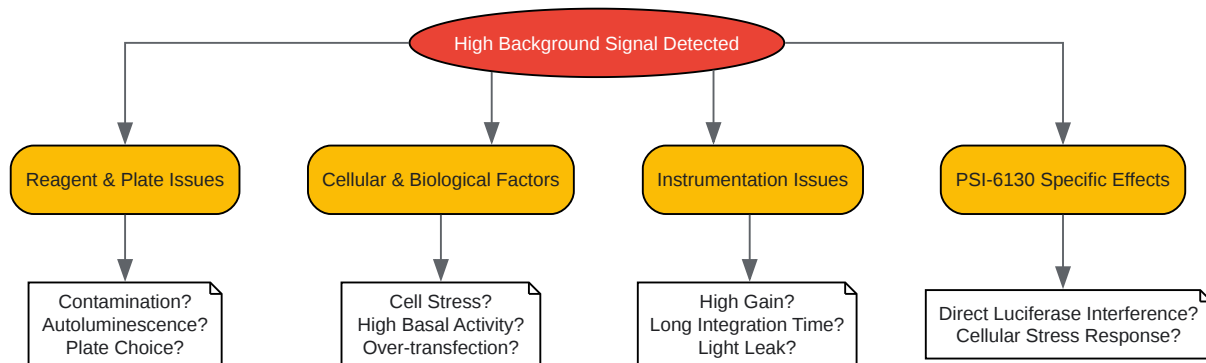 High Background Signal Detected
Reagent & Plate Issues
Cellular & Biological Factors
Instrumentation Issues
PSI-6130 Specific Effects
Contamination?
Autoluminescence?
Plate Choice?
Cell Stress?
High Basal Activity?
Over-transfection?
High Gain?
Long Integration Time?
Light Leak?
Direct Luciferase Interference?
Cellular Stress Response?